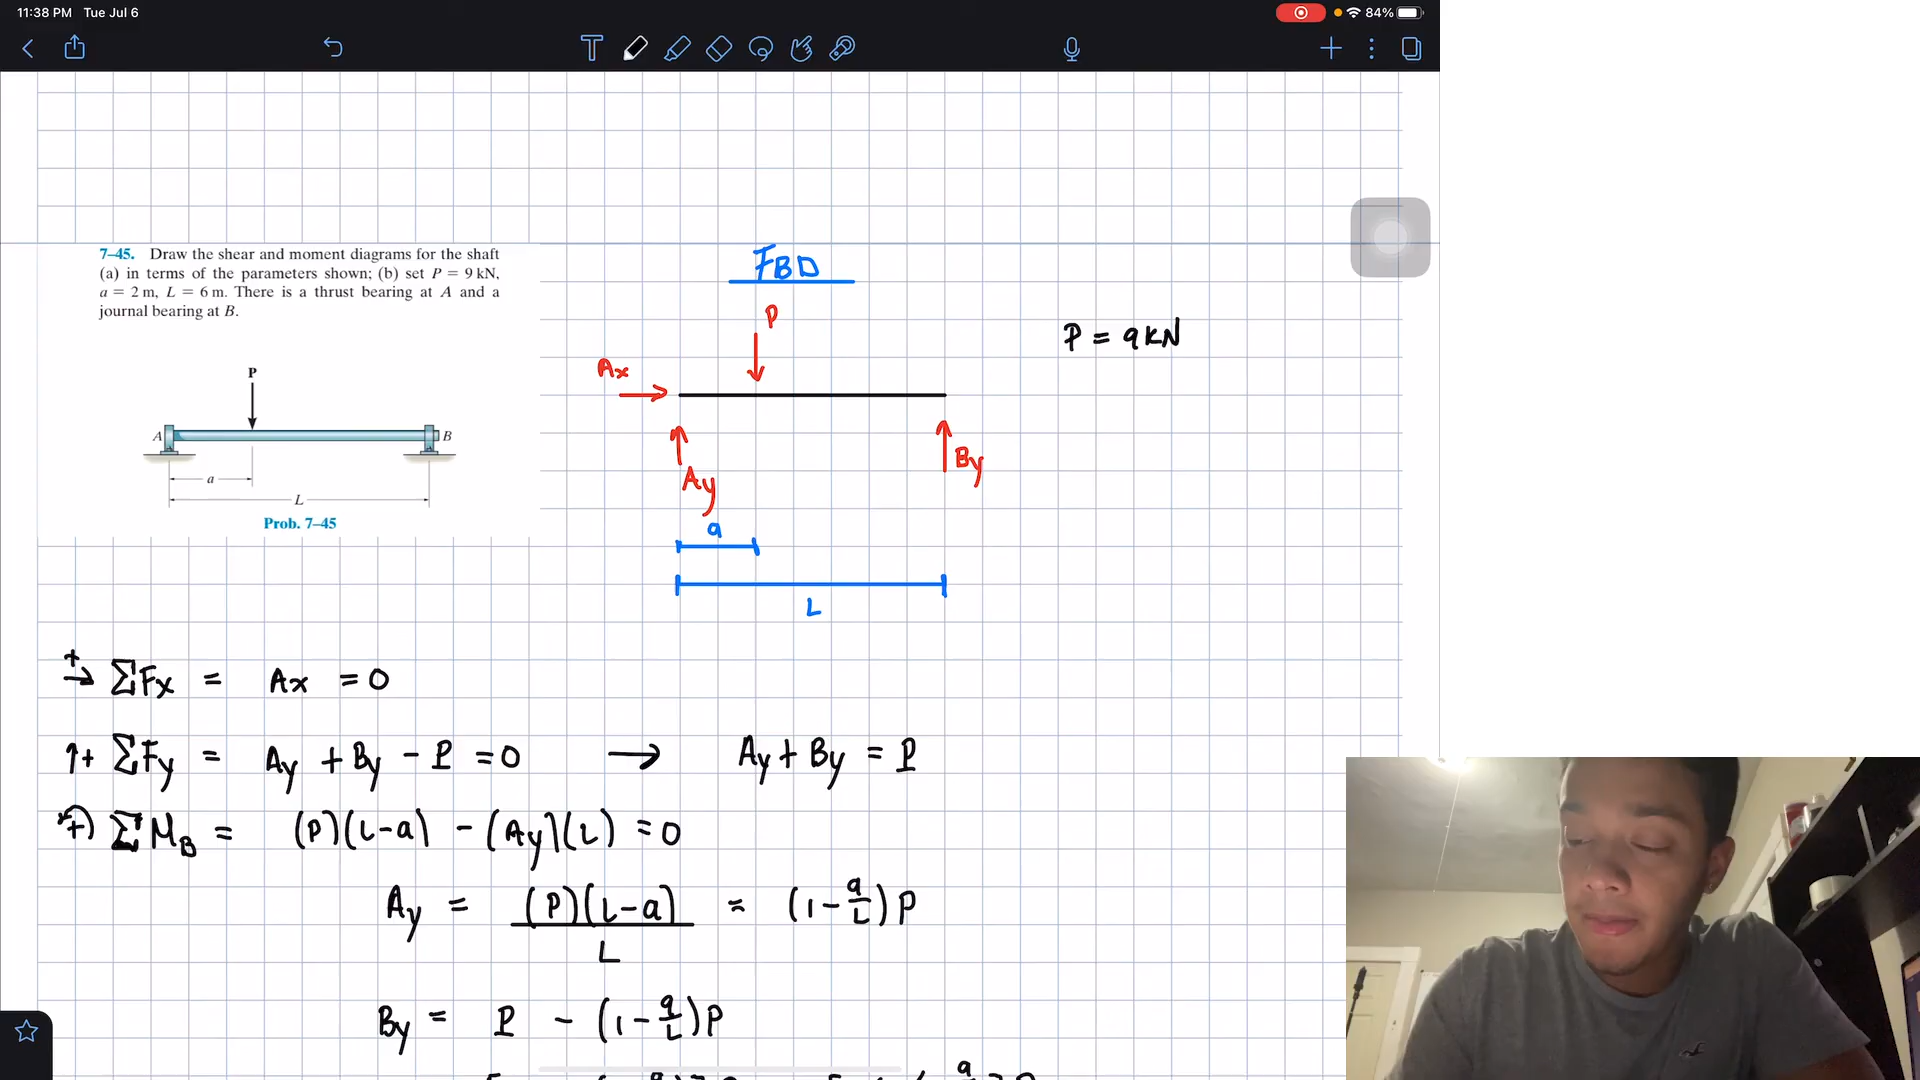 11:38 PM Tue Jul 6
84%
7–45. Draw the shear and moment diagrams for the shaft
(a) in terms of the parameters shown; (b) set P = 9 kN,
a = 2 m, L = 6 m. There is a thrust bearing at A and a
journal bearing at B.
P
A
B
a
L
Prob. 7–45
FBD
P
Ax
Ay
By
a
L
P = 9 kN
+→ ΣFx = Ax = 0
↑+ ΣFy = Ay + By - P = 0 → Ay + By = P
+) ΣMB = (P)(L-a) - (Ay)(L) = 0
Ay = (P)(L-a) / L = (1 - a/L) P
By = P - (1 - a/L) P